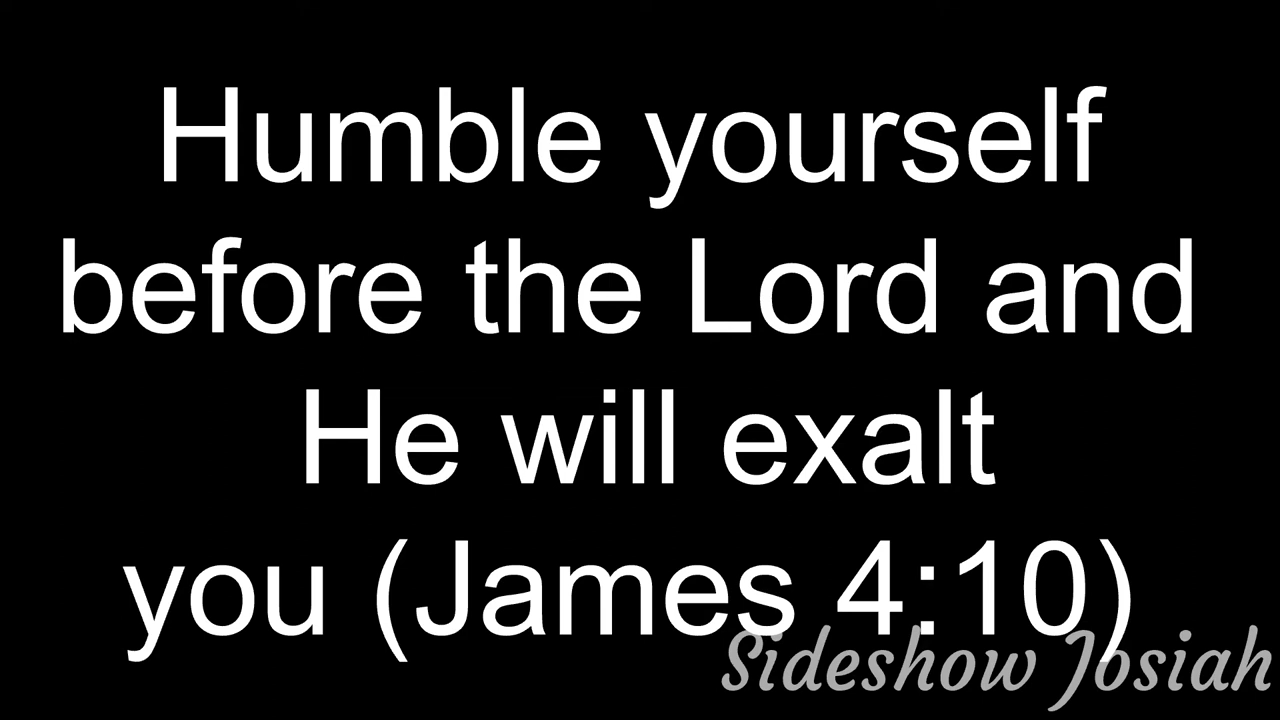 Humble yourself
before the Lord and
He will exalt
you (James 4:10)
Sideshow Josiah